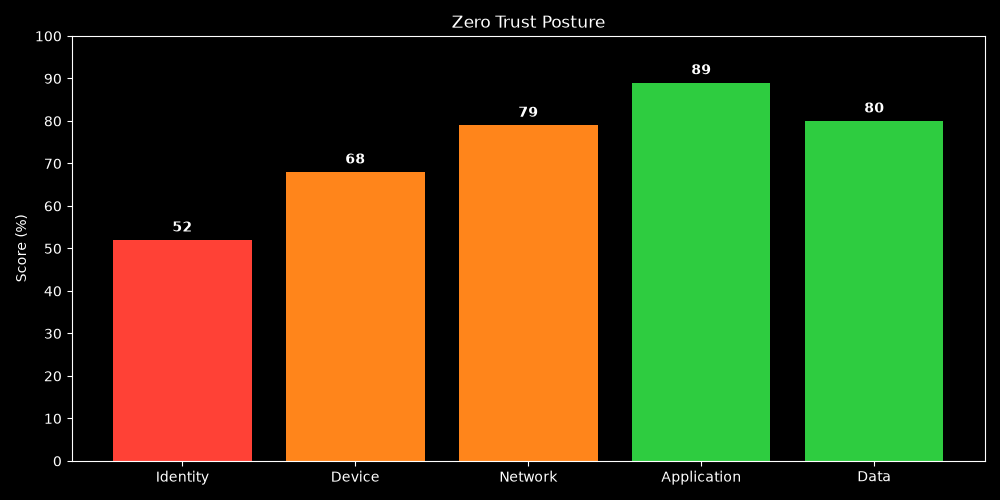 Zero Trust Posture
Score (%)
100
90
80
70
60
50
40
30
20
10
0
52
68
79
89
80
Identity
Device
Network
Application
Data